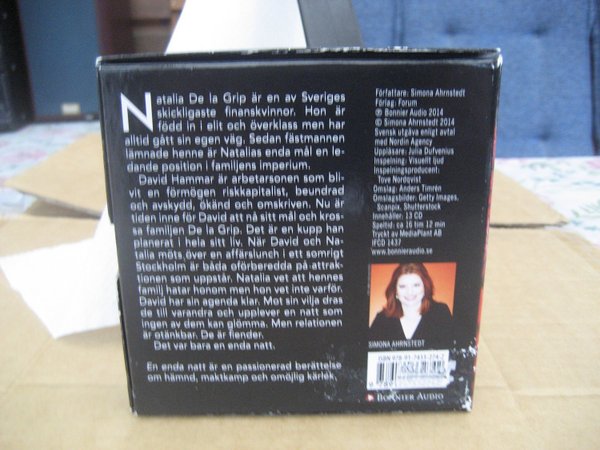 Natalia De la Grip är en av Sveriges
skickligaste finanskvinnor. Hon är
född in i elit och överklass men har
alltid gått sin egen väg. Sedan fästmannen
lämnade henne är Natalias enda mål en le-
dande position i familjens imperium.
David Hammar är arbetarsonen som bli-
vit en förmögen riskkapitalist, beundrad
och avskydd, ökänd och omskriven. Nu är
tiden inne för David att nå sitt mål och kros-
sa familjen De la Grip. Det är en kupp han
planerat i hela sitt liv. När David och Na-
talia möts över en affärslunch i ett somrigt
Stockholm är båda oförberedda på attrak-
tionen som uppstår. Natalia vet att hennes
familj hatar honom men hon vet inte varför.
David har sin agenda klar. Mot sin vilja dras
de till varandra och upplever en natt som
ingen av dem kan glömma. Men relationen
är otänkbar. De är fiender.
Det var bara en enda natt.
En enda natt är en passionerad berättelse
om hämnd, maktkamp och omöjlig kärlek.
Författare: Simona Ahrnstedt
Förlag: Forum
℗ Bonnier Audio 2014
© Simona Ahrnstedt 2014
Svensk utgåva enligt avtal
med Nordin Agency
Uppläsare: Julia Dufvenius
Inspelning: Visuellt ljud
Inspelningsproducent:
Tove Nordqvist
Omslag: Anders Timrén
Omslagsbilder: Getty Images,
Scanpix, Shutterstock
Innehåller: 13 CD
Speltid: ca 16 tim 12 min
Tryckt av MediaPlant AB
IFCD 1437
www.bonnieraudio.se
SIMONA AHRNSTEDT
ISBN 978-91-7433-274-2
BONNIER AUDIO